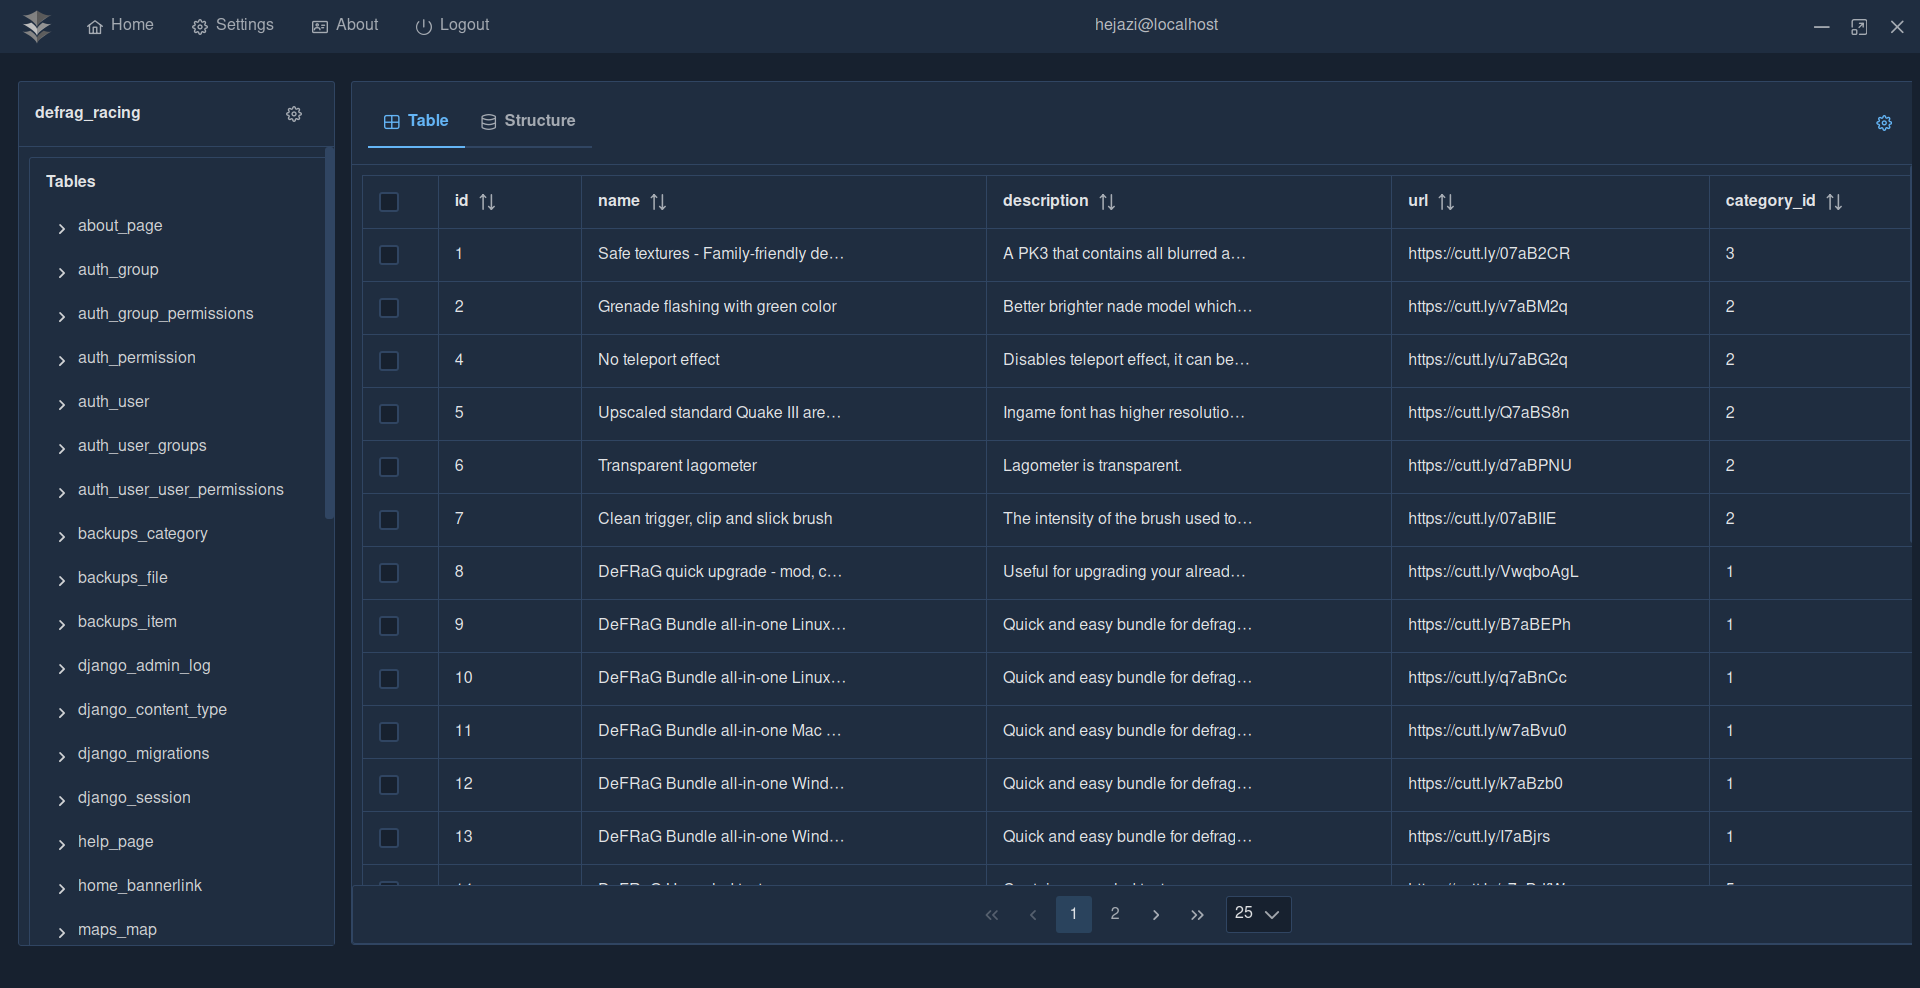 Home Settings About Logout hejazi@localhost
defrag_racing
Tables
about_page
auth_group
auth_group_permissions
auth_permission
auth_user
auth_user_groups
auth_user_user_permissions
backups_category
backups_file
backups_item
django_admin_log
django_content_type
django_migrations
django_session
help_page
home_bannerlink
maps_map
Table Structure
id name description url category_id
1 Safe textures - Family-friendly de... A PK3 that contains all blurred a... https://cutt.ly/07aB2CR 3
2 Grenade flashing with green color Better brighter nade model which... https://cutt.ly/v7aBM2q 2
4 No teleport effect Disables teleport effect, it can be... https://cutt.ly/u7aBG2q 2
5 Upscaled standard Quake III are... Ingame font has higher resolutio... https://cutt.ly/Q7aBS8n 2
6 Transparent lagometer Lagometer is transparent. https://cutt.ly/d7aBPNU 2
7 Clean trigger, clip and slick brush The intensity of the brush used to... https://cutt.ly/07aBIIE 2
8 DeFRaG quick upgrade - mod, c... Useful for upgrading your alread... https://cutt.ly/VwqboAgL 1
9 DeFRaG Bundle all-in-one Linux... Quick and easy bundle for defrag... https://cutt.ly/B7aBEPh 1
10 DeFRaG Bundle all-in-one Linux... Quick and easy bundle for defrag... https://cutt.ly/q7aBnCc 1
11 DeFRaG Bundle all-in-one Mac ... Quick and easy bundle for defrag... https://cutt.ly/w7aBvu0 1
12 DeFRaG Bundle all-in-one Wind... Quick and easy bundle for defrag... https://cutt.ly/k7aBzb0 1
13 DeFRaG Bundle all-in-one Wind... Quick and easy bundle for defrag... https://cutt.ly/I7aBjrs 1
1 2 25